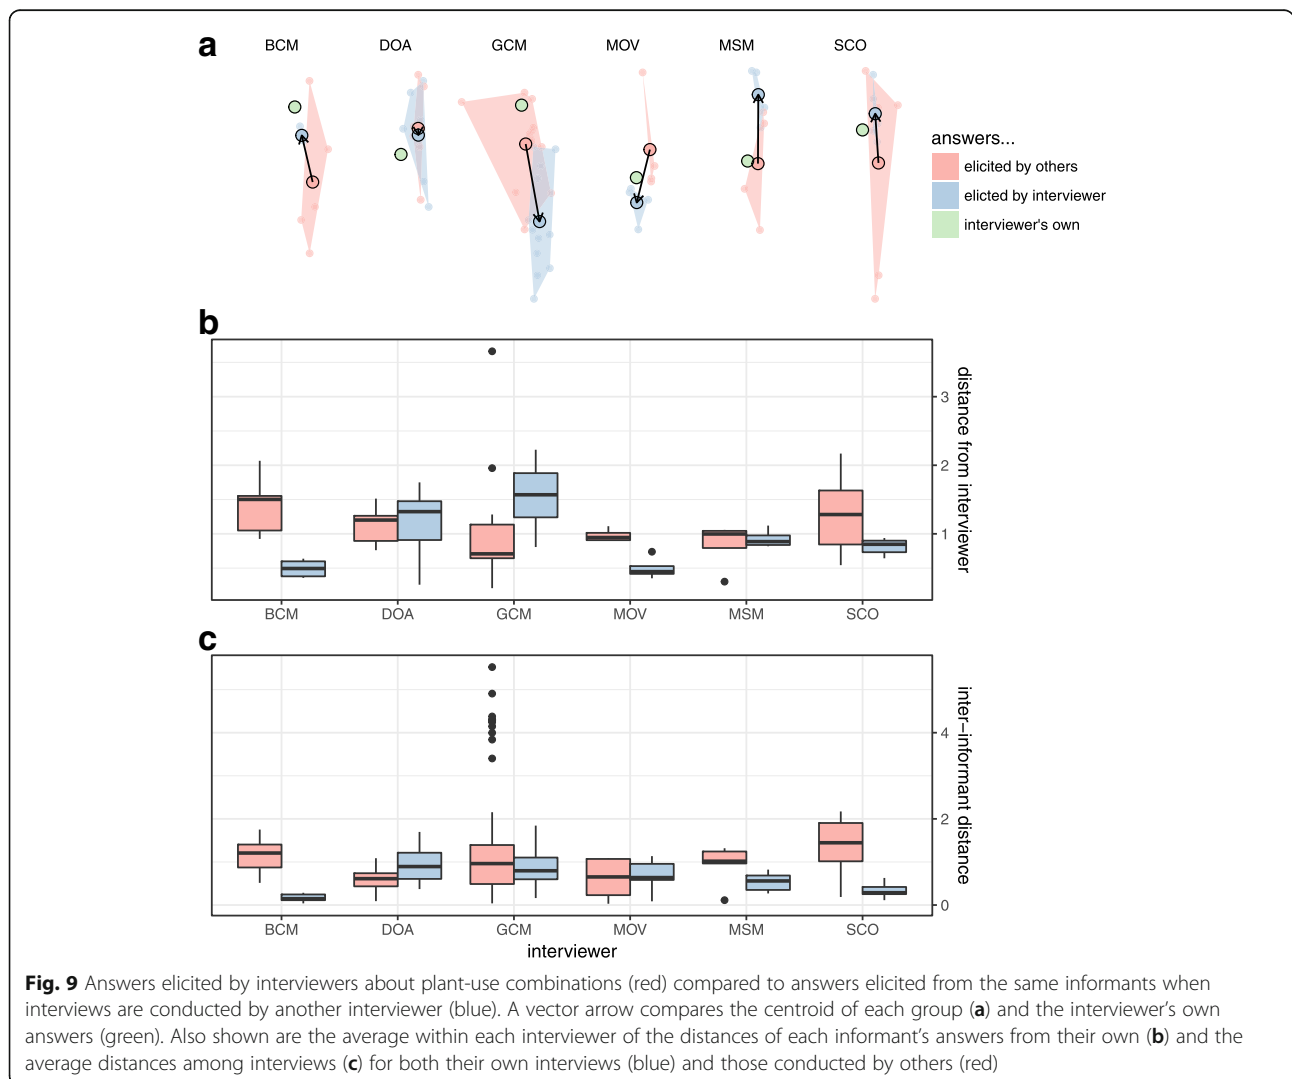 a
BCM DOA GCM MOV MSM SCO
answers...
elicited by others
elicted by interviewer
interviewer's own
b
3
2
1
distance from interviewer
BCM DOA GCM MOV MSM SCO
c
4
2
0
inter−informant distance
BCM DOA GCM MOV MSM SCO
interviewer
Fig. 9 Answers elicited by interviewers about plant-use combinations (red) compared to answers elicited from the same informants when
interviews are conducted by another interviewer (blue). A vector arrow compares the centroid of each group (a) and the interviewer's own
answers (green). Also shown are the average within each interviewer of the distances of each informant's answers from their own (b) and the
average distances among interviews (c) for both their own interviews (blue) and those conducted by others (red)